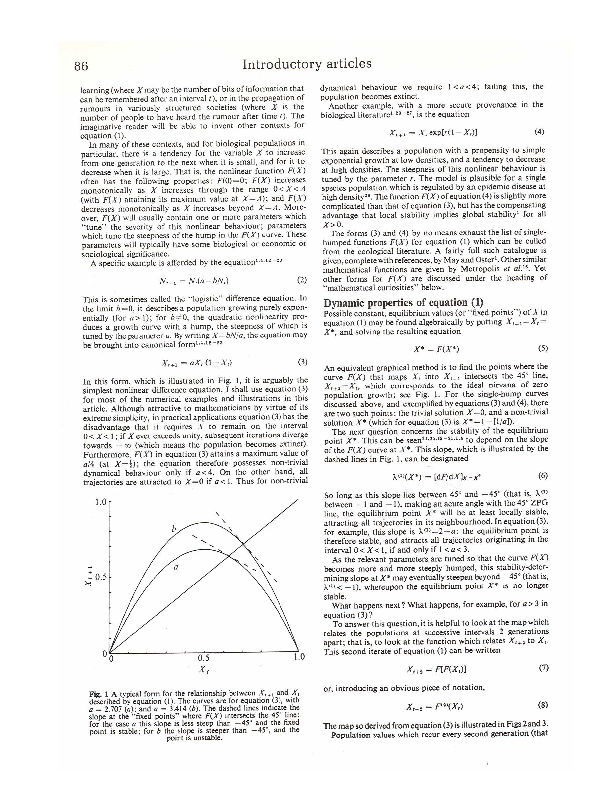 86
Introductory articles
learning (where X may be the number of bits of information that
can be remembered after an interval t), or in the propagation of
rumours in variously structured societies (where X is the
number of people to have heard the rumour after time t). The
imaginative reader will be able to invent other contexts for
equation (1).
In many of these contexts, and for biological populations in
particular, there is a tendency for the variable X to increase
from one generation to the next when it is small, and for it to
decrease when it is large. That is, the nonlinear function F(X)
often has the following properties: F(0)=0; F(X) increases
monotonically as X increases through the range 0<X<A
(with F(X) attaining its maximum value at X=A); and F(X)
decreases monotonically as X increases beyond X=A. More-
over, F(X) will usually contain one or more parameters which
"tune" the severity of this nonlinear behaviour; parameters
which tune the steepness of the hump in the F(X) curve. These
parameters will typically have some biological or economic or
sociological significance.
A specific example is afforded by the equation
Nₜ₊₁ = Nₜ(a−bNₜ) (2)
This is sometimes called the "logistic" difference equation. In
the limit b=0, it describes a population growing purely expon-
entially (for a>1); for b≠0, the quadratic nonlinearity pro-
duces a growth curve with a hump, the steepness of which is
tuned by the parameter a. By writing X=bN/a, the equation may
be brought into canonical form
Xₜ₊₁ = aXₜ (1−Xₜ) (3)
In this form, which is illustrated in Fig. 1, it is arguably the
simplest nonlinear difference equation. I shall use equation (3)
for most of the numerical examples and illustrations in this
article. Although attractive to mathematicians by virtue of its
extreme simplicity, in practical applications equation (3) has the
disadvantage that it requires X to remain on the interval
0<X<1; if X ever exceeds unity, subsequent iterations diverge
towards −∞ (which means the population becomes extinct).
Furthermore, F(X) in equation (3) attains a maximum value of
a/4 (at X=½); the equation therefore possesses non-trivial
dynamical behaviour only if a<4. On the other hand, all
trajectories are attracted to X=0 if a<1. Thus for non-trivial
1.0
b
a
Xₜ₊₁
0.5
0
0
0.5
1.0
Xₜ
Fig. 1 A typical form for the relationship between Xₜ₊₁ and Xₜ
described by equation (1). The curves are for equation (3), with
a = 2.707 (a); and a = 3.414 (b). The dashed lines indicate the
slope at the "fixed points" where F(X) intersects the 45° line:
for the case a this slope is less steep than −45° and the fixed
point is stable; for b the slope is steeper than −45°, and the
point is unstable.
dynamical behaviour we require 1<a<4; failing this, the
population becomes extinct.
Another example, with a more secure provenance in the
biological literature, is the equation
Xₜ₊₁ = Xₜ exp[r(1−Xₜ)] (4)
This again describes a population with a propensity to simple
exponential growth at low densities, and a tendency to decrease
at high densities. The steepness of this nonlinear behaviour is
tuned by the parameter r. The model is plausible for a single
species population which is regulated by an epidemic disease at
high density. The function F(X) of equation (4) is slightly more
complicated than that of equation (3), but has the compensating
advantage that local stability implies global stability for all
X>0.
The forms (3) and (4) by no means exhaust the list of single-
humped functions F(X) for equation (1) which can be culled
from the ecological literature. A fairly full such catalogue is
given, complete with references, by May and Oster. Other similar
mathematical functions are given by Metropolis et al. Yet
other forms for F(X) are discussed under the heading of
"mathematical curiosities" below.
Dynamic properties of equation (1)
Possible constant, equilibrium values (or "fixed points") of X in
equation (1) may be found algebraically by putting Xₜ₊₁=Xₜ=
X*, and solving the resulting equation
X* = F(X*) (5)
An equivalent graphical method is to find the points where the
curve F(X) that maps Xₜ into Xₜ₊₁ intersects the 45° line,
Xₜ₊₁=Xₜ, which corresponds to the ideal nirvana of zero
population growth; see Fig. 1. For the single-hump curves
discussed above, and exemplified by equations (3) and (4), there
are two such points: the trivial solution X=0, and a non-trivial
solution X* (which for equation (3) is X*=1−[1/a]).
The next question concerns the stability of the equilibrium
point X*. This can be seen to depend on the slope
of the F(X) curve at X*. This slope, which is illustrated by the
dashed lines in Fig. 1, can be designated
λ⁽¹⁾(X*) = [dF/dX]X=X* (6)
So long as this slope lies between 45° and −45° (that is, λ⁽¹⁾
between +1 and −1), making an acute angle with the 45° ZPG
line, the equilibrium point X* will be at least locally stable,
attracting all trajectories in its neighbourhood. In equation (3),
for example, this slope is λ⁽¹⁾=2−a: the equilibrium point is
therefore stable, and attracts all trajectories originating in the
interval 0<X<1, if and only if 1<a<3.
As the relevant parameters are tuned so that the curve F(X)
becomes more and more steeply humped, this stability-deter-
mining slope at X* may eventually steepen beyond −45° (that is,
λ⁽¹⁾<−1), whereupon the equilibrium point X* is no longer
stable.
What happens next? What happens, for example, for a>3 in
equation (3)?
To answer this question, it is helpful to look at the map which
relates the populations at successive intervals 2 generations
apart; that is, to look at the function which relates Xₜ₊₂ to Xₜ.
This second iterate of equation (1) can be written
Xₜ₊₂ = F[F(Xₜ)] (7)
or, introducing an obvious piece of notation,
Xₜ₊₂ = F⁽²⁾(Xₜ) (8)
The map so derived from equation (3) is illustrated in Figs 2 and 3.
Population values which recur every second generation (that